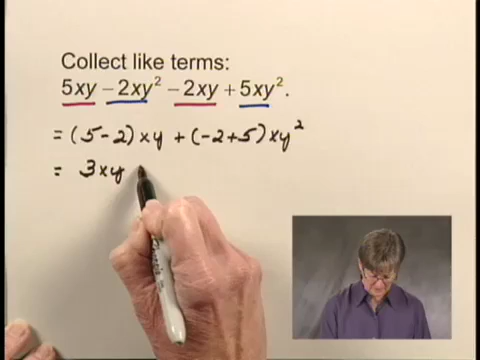 Collect like terms:
5xy − 2xy² − 2xy + 5xy².
= (5-2)xy + (-2+5)xy²
= 3xy